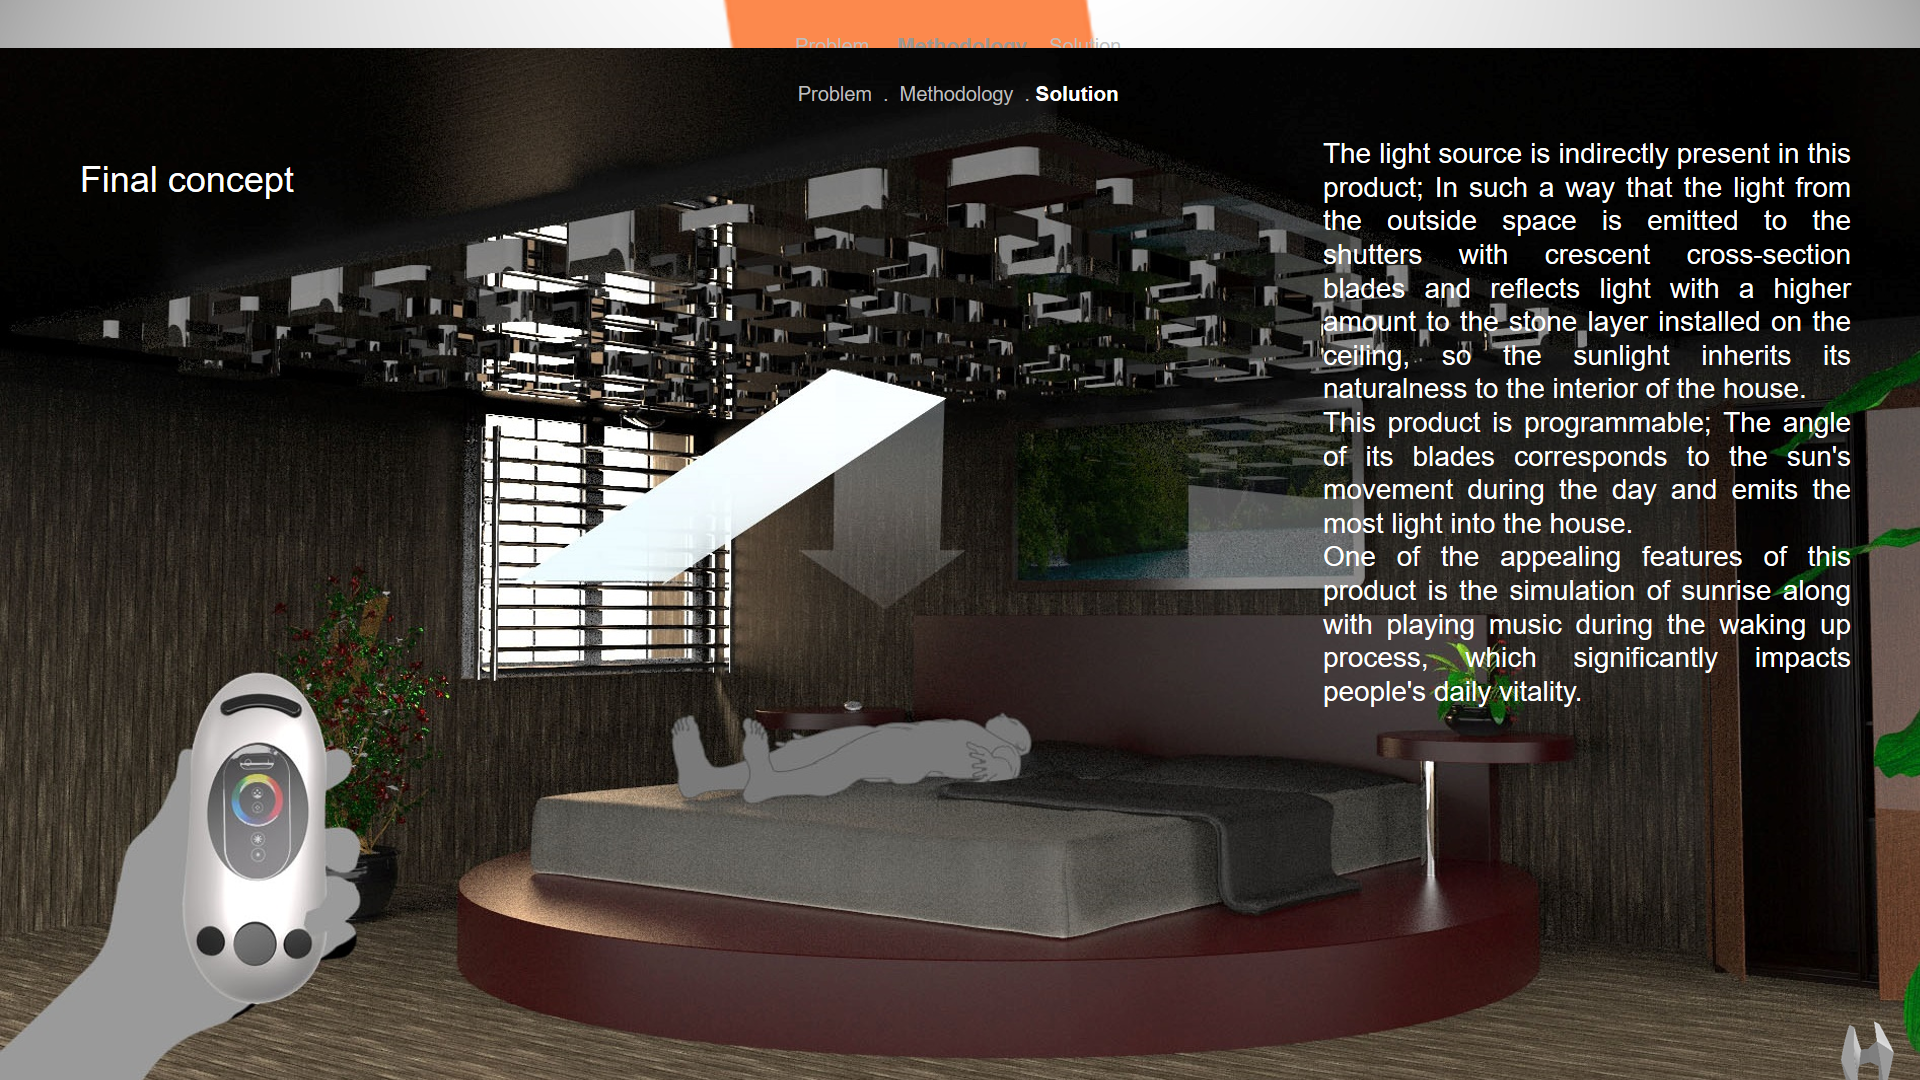 Problem Methodology Solution
Problem . Methodology . Solution
Final concept
The light source is indirectly present in this
product; In such a way that the light from
the outside space is emitted to the
shutters with crescent cross-section
blades and reflects light with a higher
amount to the stone layer installed on the
ceiling, so the sunlight inherits its
naturalness to the interior of the house.
This product is programmable; The angle
of its blades corresponds to the sun's
movement during the day and emits the
most light into the house.
One of the appealing features of this
product is the simulation of sunrise along
with playing music during the waking up
process, which significantly impacts
people's daily vitality.